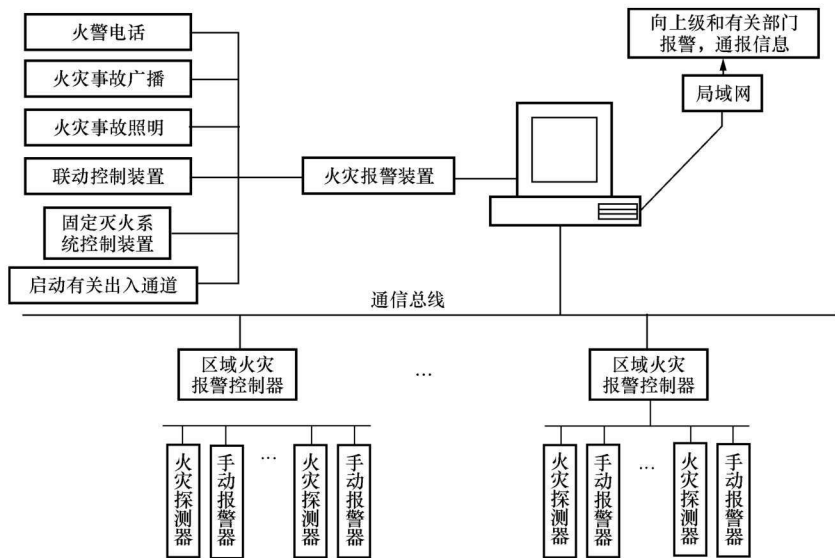 火警电话
火灾事故广播
火灾事故照明
联动控制装置
固定灭火系
统控制装置
启动有关出入通道
火灾报警装置
向上级和有关部门
报警，通报信息
局域网
通信总线
区域火灾
报警控制器
…
区域火灾
报警控制器
火灾探测器
手动报警器
…
火灾探测器
手动报警器
火灾探测器
手动报警器
…
火灾探测器
手动报警器